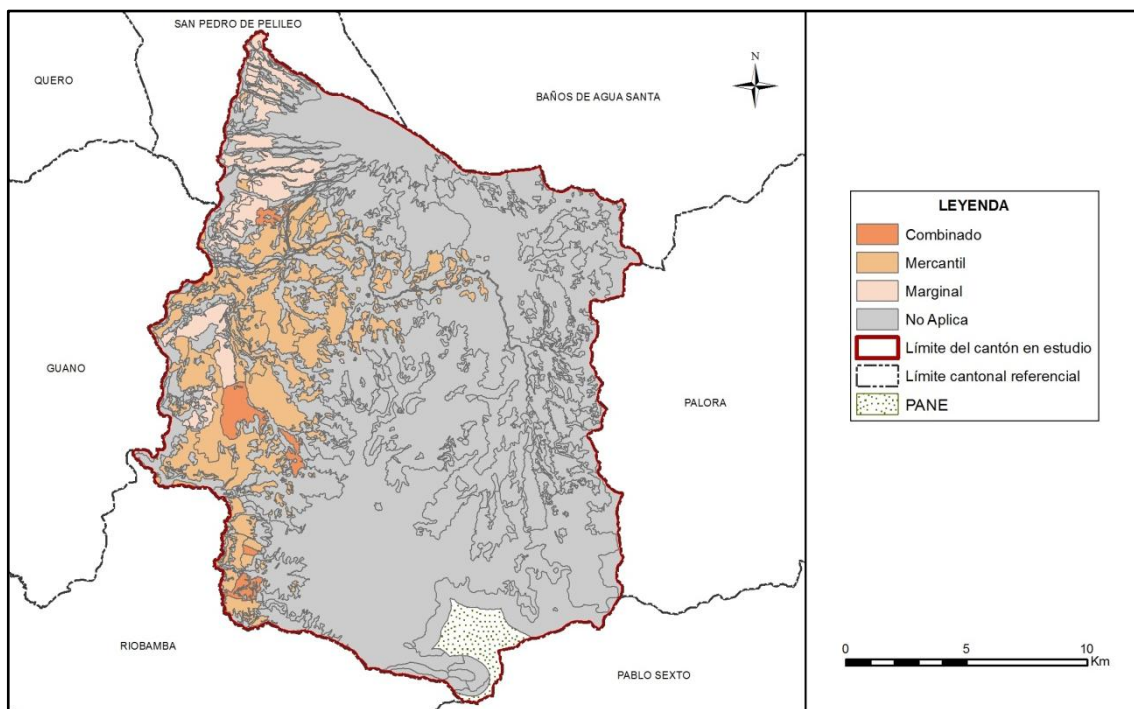 SAN PEDRO DE PELILEO
QUERO
BAÑOS DE AGUA SANTA
N
GUANO
PALORA
RIOBAMBA
PABLO SEXTO
LEYENDA
Combinado
Mercantil
Marginal
No Aplica
Límite del cantón en estudio
Límite cantonal referencial
PANE
0 5 10
Km